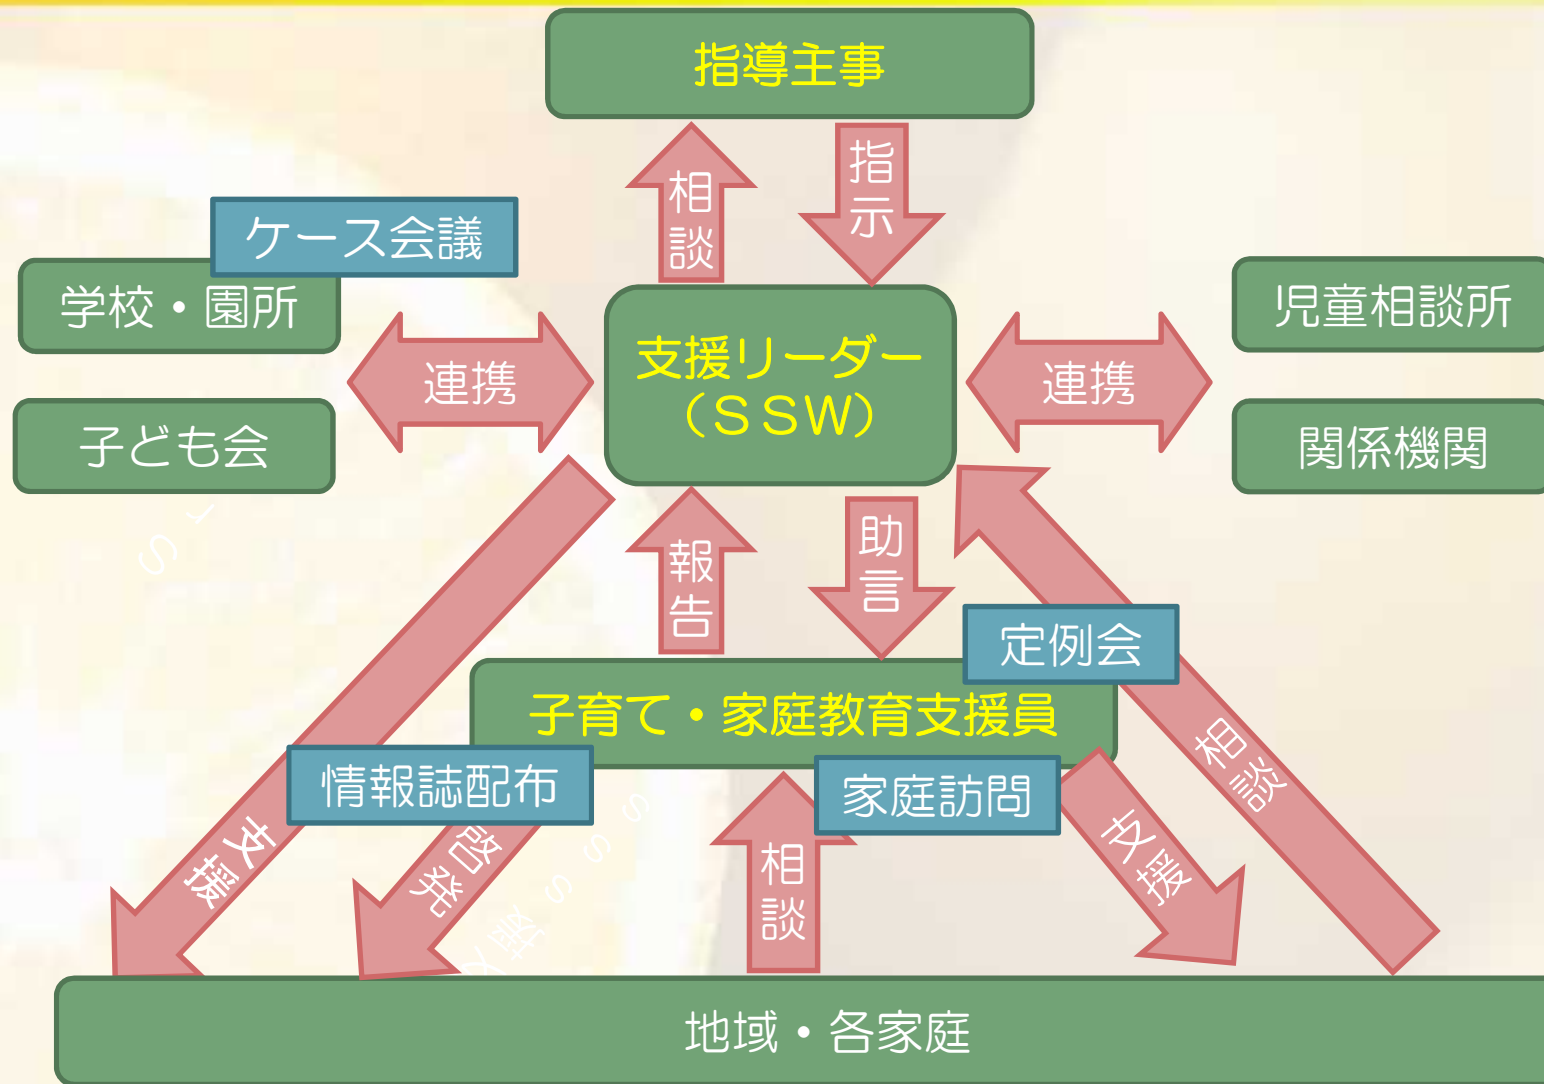 指導主事
相談
指示
ケース会議
学校・園所
児童相談所
連携
支援リーダー
（ＳＳＷ）
連携
子ども会
関係機関
報告
助言
定例会
子育て・家庭教育支援員
情報誌配布
家庭訪問
相談
支援
啓発
相談
支援
地域・各家庭